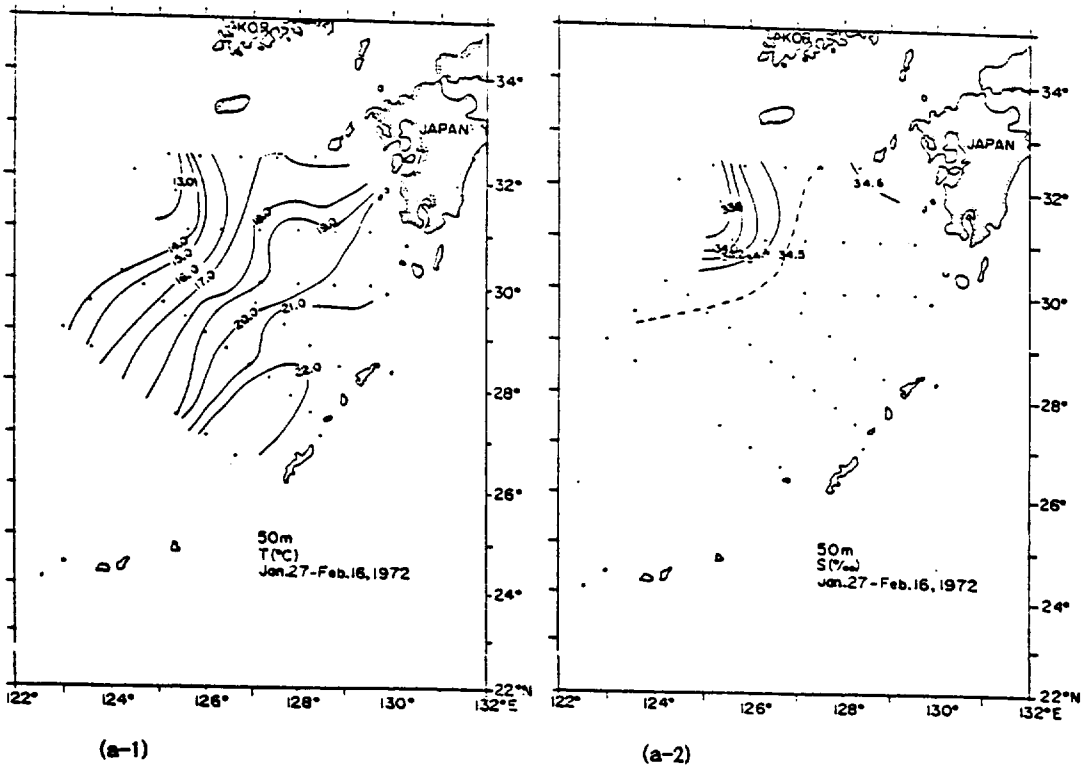 KOR
JAPAN
34°
32°
30°
28°
26°
24°
22°N
13.01
14.0
15.0
16.0
17.0
18.0
19.0
20.0
21.0
22.0
50m
T(°C)
Jan.27-Feb.16,1972
122°
124°
126°
128°
130°
132°E
(a-1)
KOR
JAPAN
34°
32°
30°
28°
26°
24°
22°N
34.6
34.5
50m
S(‰)
Jan.27-Feb.16,1972
122°
124°
126°
128°
130°
132°E
(a-2)